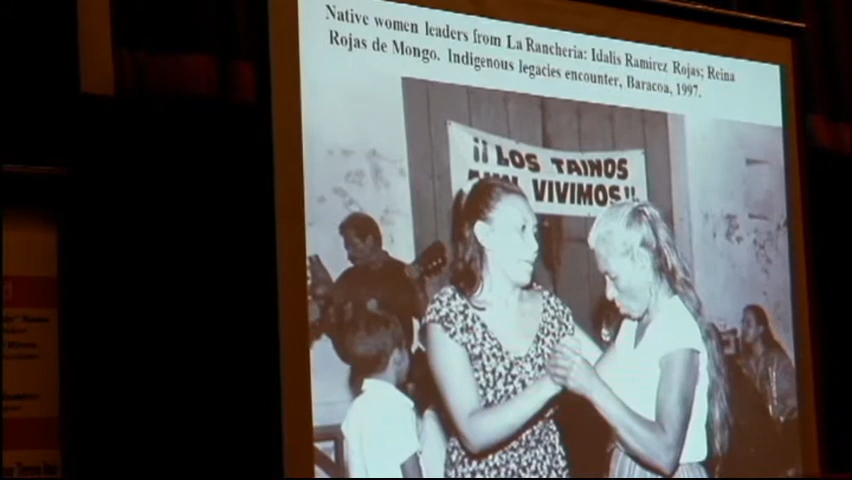 Native women leaders from La Rancheria: Idalis Ramirez Rojas; Reina
Rojas de Mongo. Indigenous legacies encounter, Baracoa, 1997.
¡¡LOS TAINOS
VIVIMOS!!